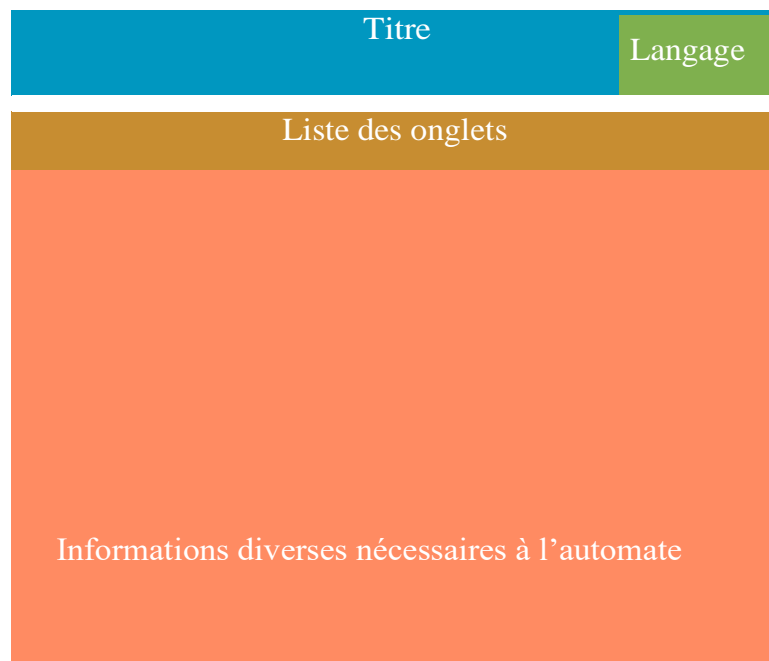 Titre
Langage
Liste des onglets
Informations diverses nécessaires à l’automate